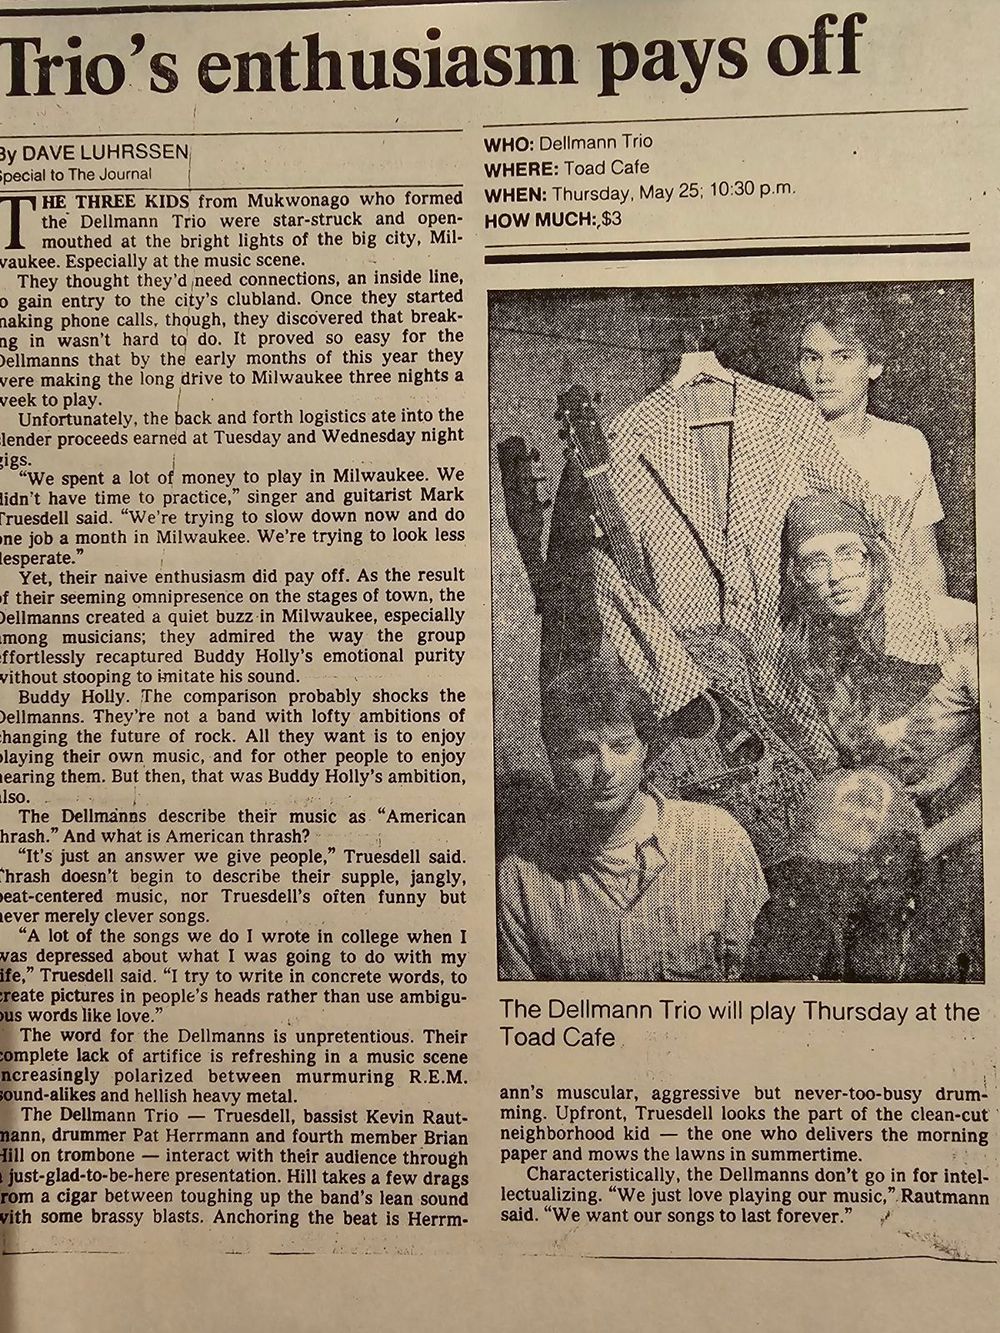 Trio's enthusiasm pays off
By DAVE LUHRSSEN
Special to The Journal
THE THREE KIDS from Mukwonago who formed
the Dellmann Trio were star-struck and open-
mouthed at the bright lights of the big city, Mil-
vaukee. Especially at the music scene.
They thought they'd need connections, an inside line,
o gain entry to the city's clubland. Once they started
naking phone calls, though, they discovered that break-
ng in wasn't hard to do. It proved so easy for the
Dellmanns that by the early months of this year they
were making the long drive to Milwaukee three nights a
week to play.
Unfortunately, the back and forth logistics ate into the
lender proceeds earned at Tuesday and Wednesday night
gigs.
“We spent a lot of money to play in Milwaukee. We
didn't have time to practice,” singer and guitarist Mark
Truesdell said. “We're trying to slow down now and do
one job a month in Milwaukee. We're trying to look less
desperate.”
Yet, their naive enthusiasm did pay off. As the result
of their seeming omnipresence on the stages of town, the
Dellmanns created a quiet buzz in Milwaukee, especially
among musicians; they admired the way the group
effortlessly recaptured Buddy Holly's emotional purity
without stooping to imitate his sound.
Buddy Holly. The comparison probably shocks the
Dellmanns. They're not a band with lofty ambitions of
changing the future of rock. All they want is to enjoy
playing their own music, and for other people to enjoy
hearing them. But then, that was Buddy Holly's ambition,
also.
The Dellmanns describe their music as “American
thrash.” And what is American thrash?
“It's just an answer we give people,” Truesdell said.
Thrash doesn't begin to describe their supple, jangly,
beat-centered music, nor Truesdell's often funny but
never merely clever songs.
“A lot of the songs we do I wrote in college when I
was depressed about what I was going to do with my
life,” Truesdell said. “I try to write in concrete words, to
create pictures in people's heads rather than use ambigu-
ous words like love.”
The word for the Dellmanns is unpretentious. Their
complete lack of artifice is refreshing in a music scene
increasingly polarized between murmuring R.E.M.
sound-alikes and hellish heavy metal.
The Dellmann Trio — Truesdell, bassist Kevin Raut-
mann, drummer Pat Herrmann and fourth member Brian
Hill on trombone — interact with their audience through
a just-glad-to-be-here presentation. Hill takes a few drags
from a cigar between toughing up the band's lean sound
with some brassy blasts. Anchoring the beat is Herrm-
WHO: Dellmann Trio
WHERE: Toad Cafe
WHEN: Thursday, May 25; 10:30 p.m.
HOW MUCH: $3
The Dellmann Trio will play Thursday at the
Toad Cafe
ann's muscular, aggressive but never-too-busy drum-
ming. Upfront, Truesdell looks the part of the clean-cut
neighborhood kid — the one who delivers the morning
paper and mows the lawns in summertime.
Characteristically, the Dellmanns don't go in for intel-
lectualizing. “We just love playing our music,” Rautmann
said. “We want our songs to last forever.”